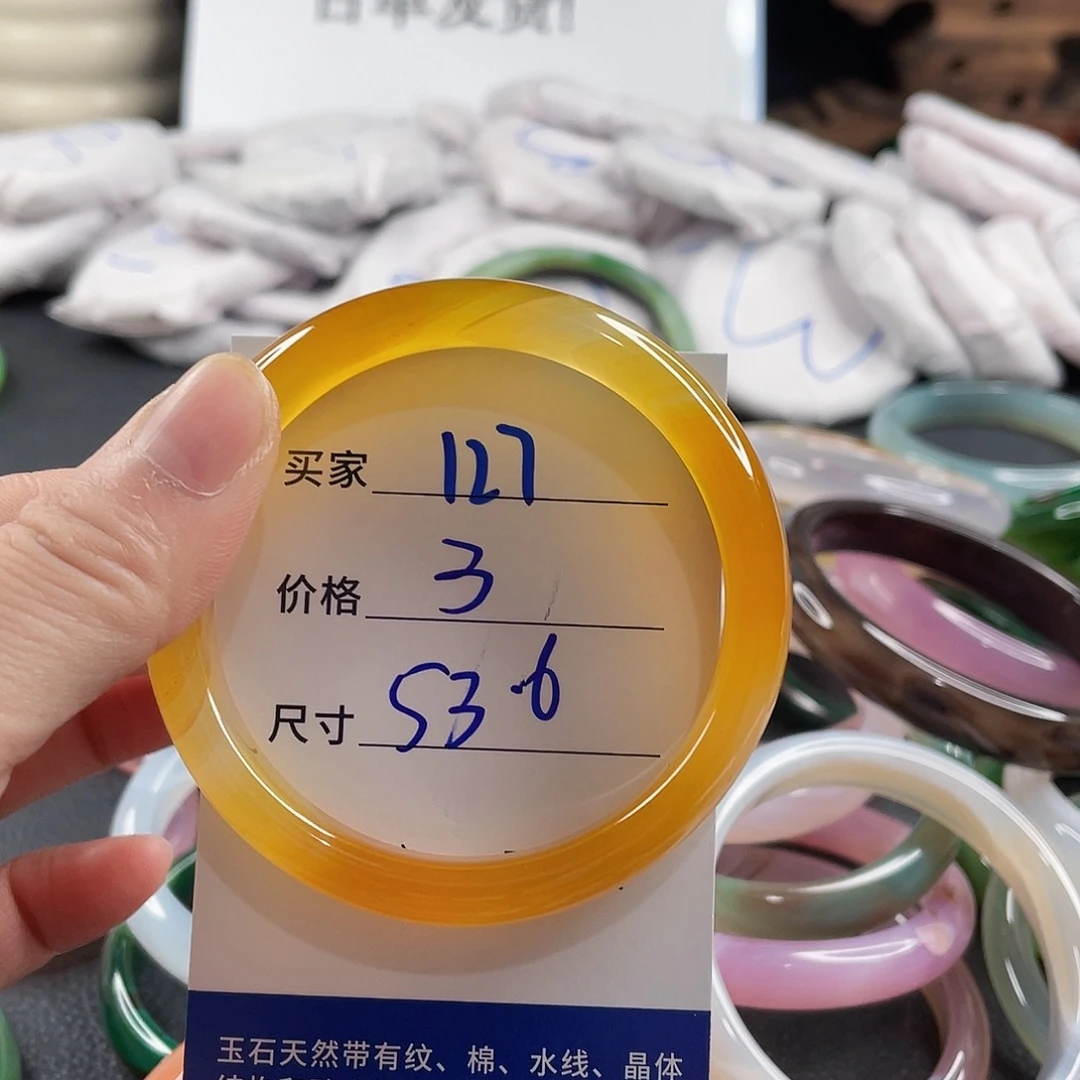 买家 127
价格 3
尺寸 53.6
玉石天然带有纹、棉、水线、晶体